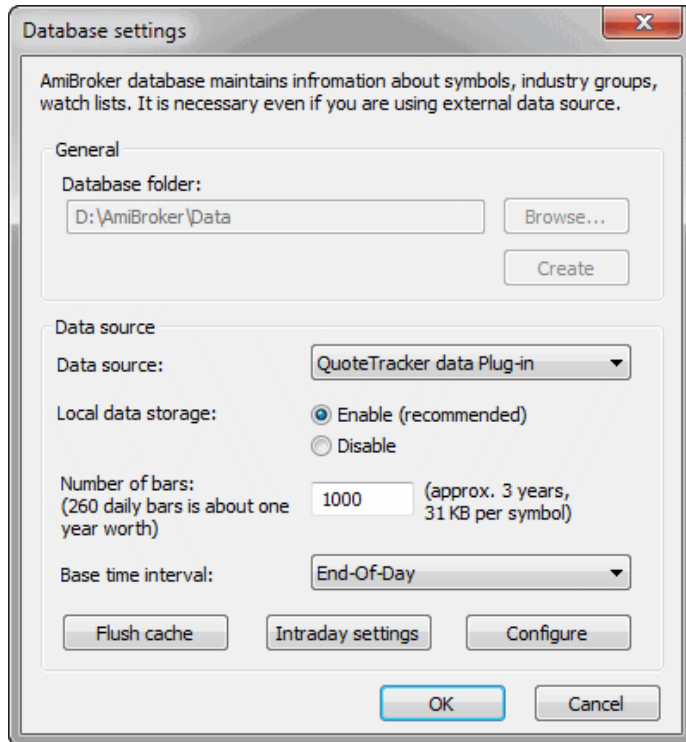 Database settings
AmiBroker database maintains infromation about symbols, industry groups,
watch lists. It is necessary even if you are using external data source.
General
Database folder:
D:\AmiBroker\Data
Browse...
Create
Data source
Data source:
QuoteTracker data Plug-in
Local data storage:
Enable (recommended)
Disable
Number of bars:
(260 daily bars is about one
year worth)
1000
(approx. 3 years,
31 KB per symbol)
Base time interval:
End-Of-Day
Flush cache
Intraday settings
Configure
OK
Cancel